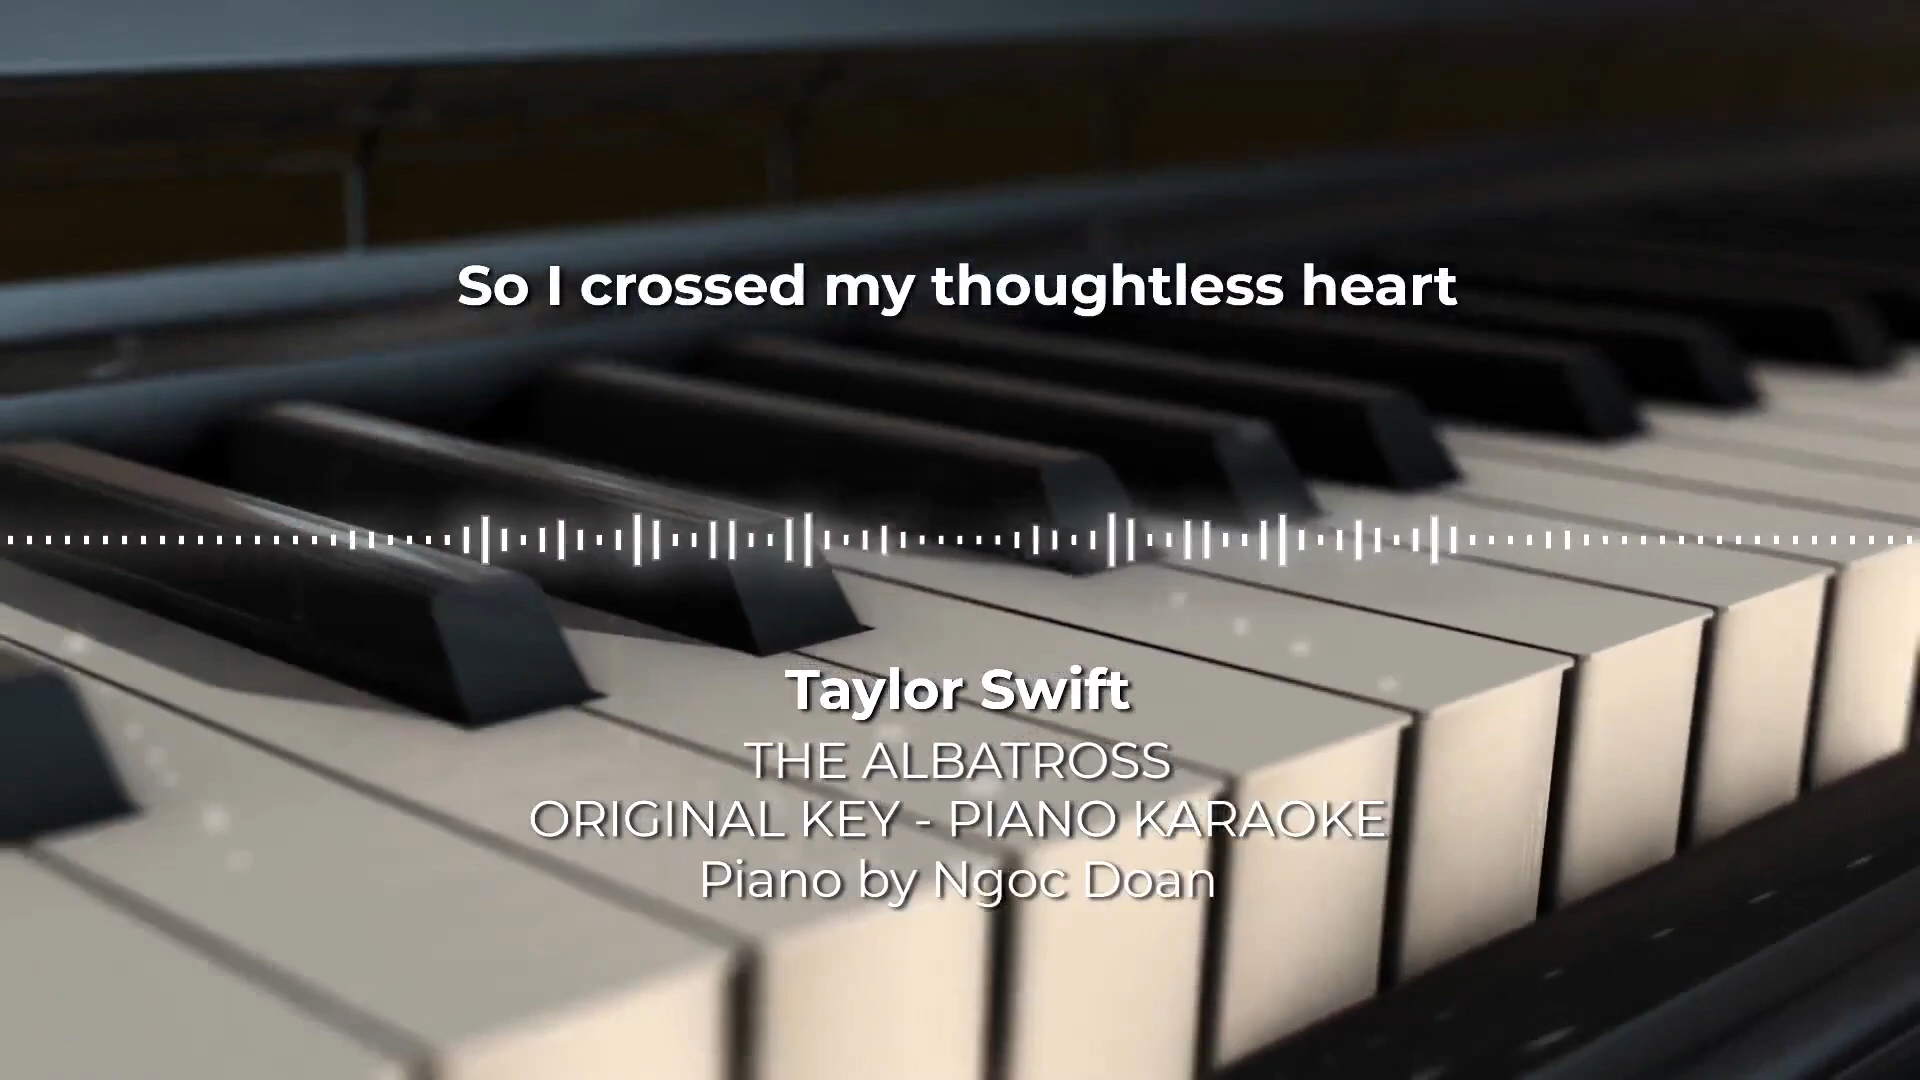 So I crossed my thoughtless heart
Taylor Swift
THE ALBATROSS
ORIGINAL KEY - PIANO KARAOKE
Piano by Ngoc Doan